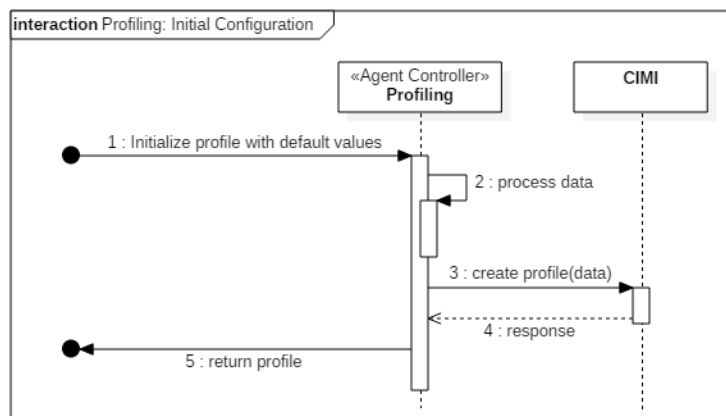 interaction Profiling: Initial Configuration
«Agent Controller»
Profiling
CIMI
1 : Initialize profile with default values
2 : process data
3 : create profile(data)
4 : response
5 : return profile